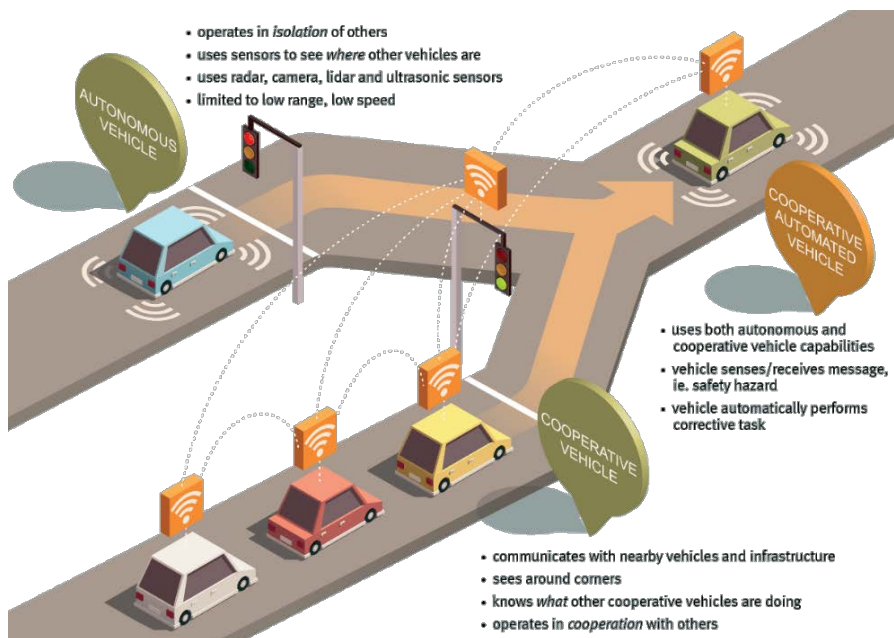 • operates in isolation of others
• uses sensors to see where other vehicles are
• uses radar, camera, lidar and ultrasonic sensors
• limited to low range, low speed
AUTONOMOUS
VEHICLE
COOPERATIVE
AUTOMATED
VEHICLE
• uses both autonomous and
cooperative vehicle capabilities
• vehicle senses/receives message,
ie. safety hazard
• vehicle automatically performs
corrective task
COOPERATIVE
VEHICLE
• communicates with nearby vehicles and infrastructure
• sees around corners
• knows what other cooperative vehicles are doing
• operates in cooperation with others